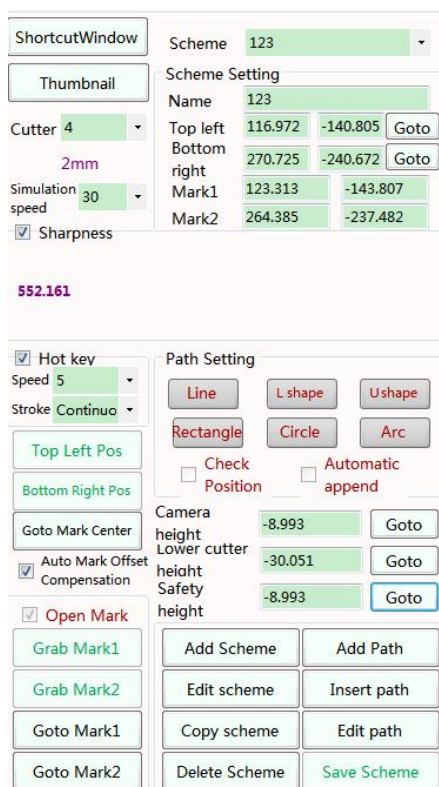 ShortcutWindow
Scheme 123
Thumbnail
Scheme Setting
Name 123
Cutter 4
Top left 116.972 -140.805 Goto
2mm
Bottom
right 270.725 -240.672 Goto
Simulation
speed 30
Mark1 123.313 -143.807
Mark2 264.385 -237.482
Sharpness
552.161
Hot key
Path Setting
Speed 5
Stroke Continuo
Line L shape U shape
Rectangle Circle Arc
Top Left Pos
Check
Position
Automatic
append
Bottom Right Pos
Goto Mark Center
Camera
height -8.993 Goto
Auto Mark Offset
Compensation
Lower cutter
height -30.051 Goto
Safety
height -8.993 Goto
Open Mark
Grab Mark1 Add Scheme Add Path
Grab Mark2 Edit scheme Insert path
Goto Mark1 Copy scheme Edit path
Goto Mark2 Delete Scheme Save Scheme